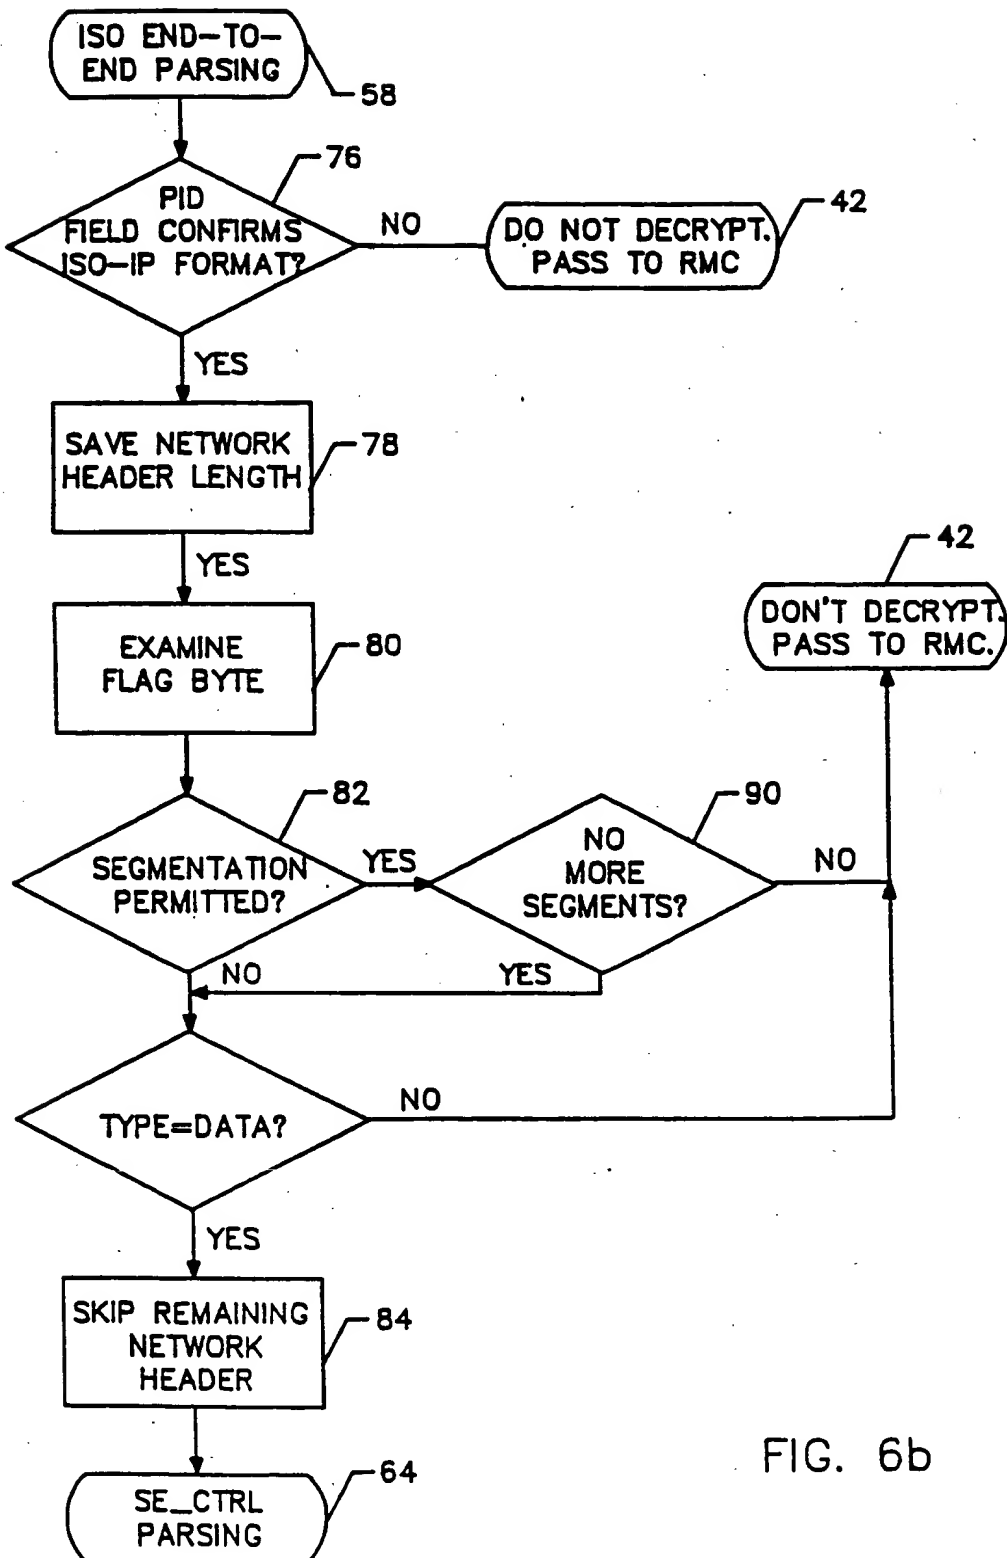 ISO END-TO-
END PARSING
58
76
PID
FIELD CONFIRMS
ISO-IP FORMAT?
NO
42
DO NOT DECRYPT.
PASS TO RMC
YES
SAVE NETWORK
HEADER LENGTH
78
YES
42
DON'T DECRYPT.
PASS TO RMC.
EXAMINE
FLAG BYTE
80
82
SEGMENTATION
PERMITTED?
YES
90
NO
MORE
SEGMENTS?
NO
NO
YES
TYPE=DATA?
NO
YES
SKIP REMAINING
NETWORK
HEADER
84
SE_CTRL
PARSING
64
FIG. 6b